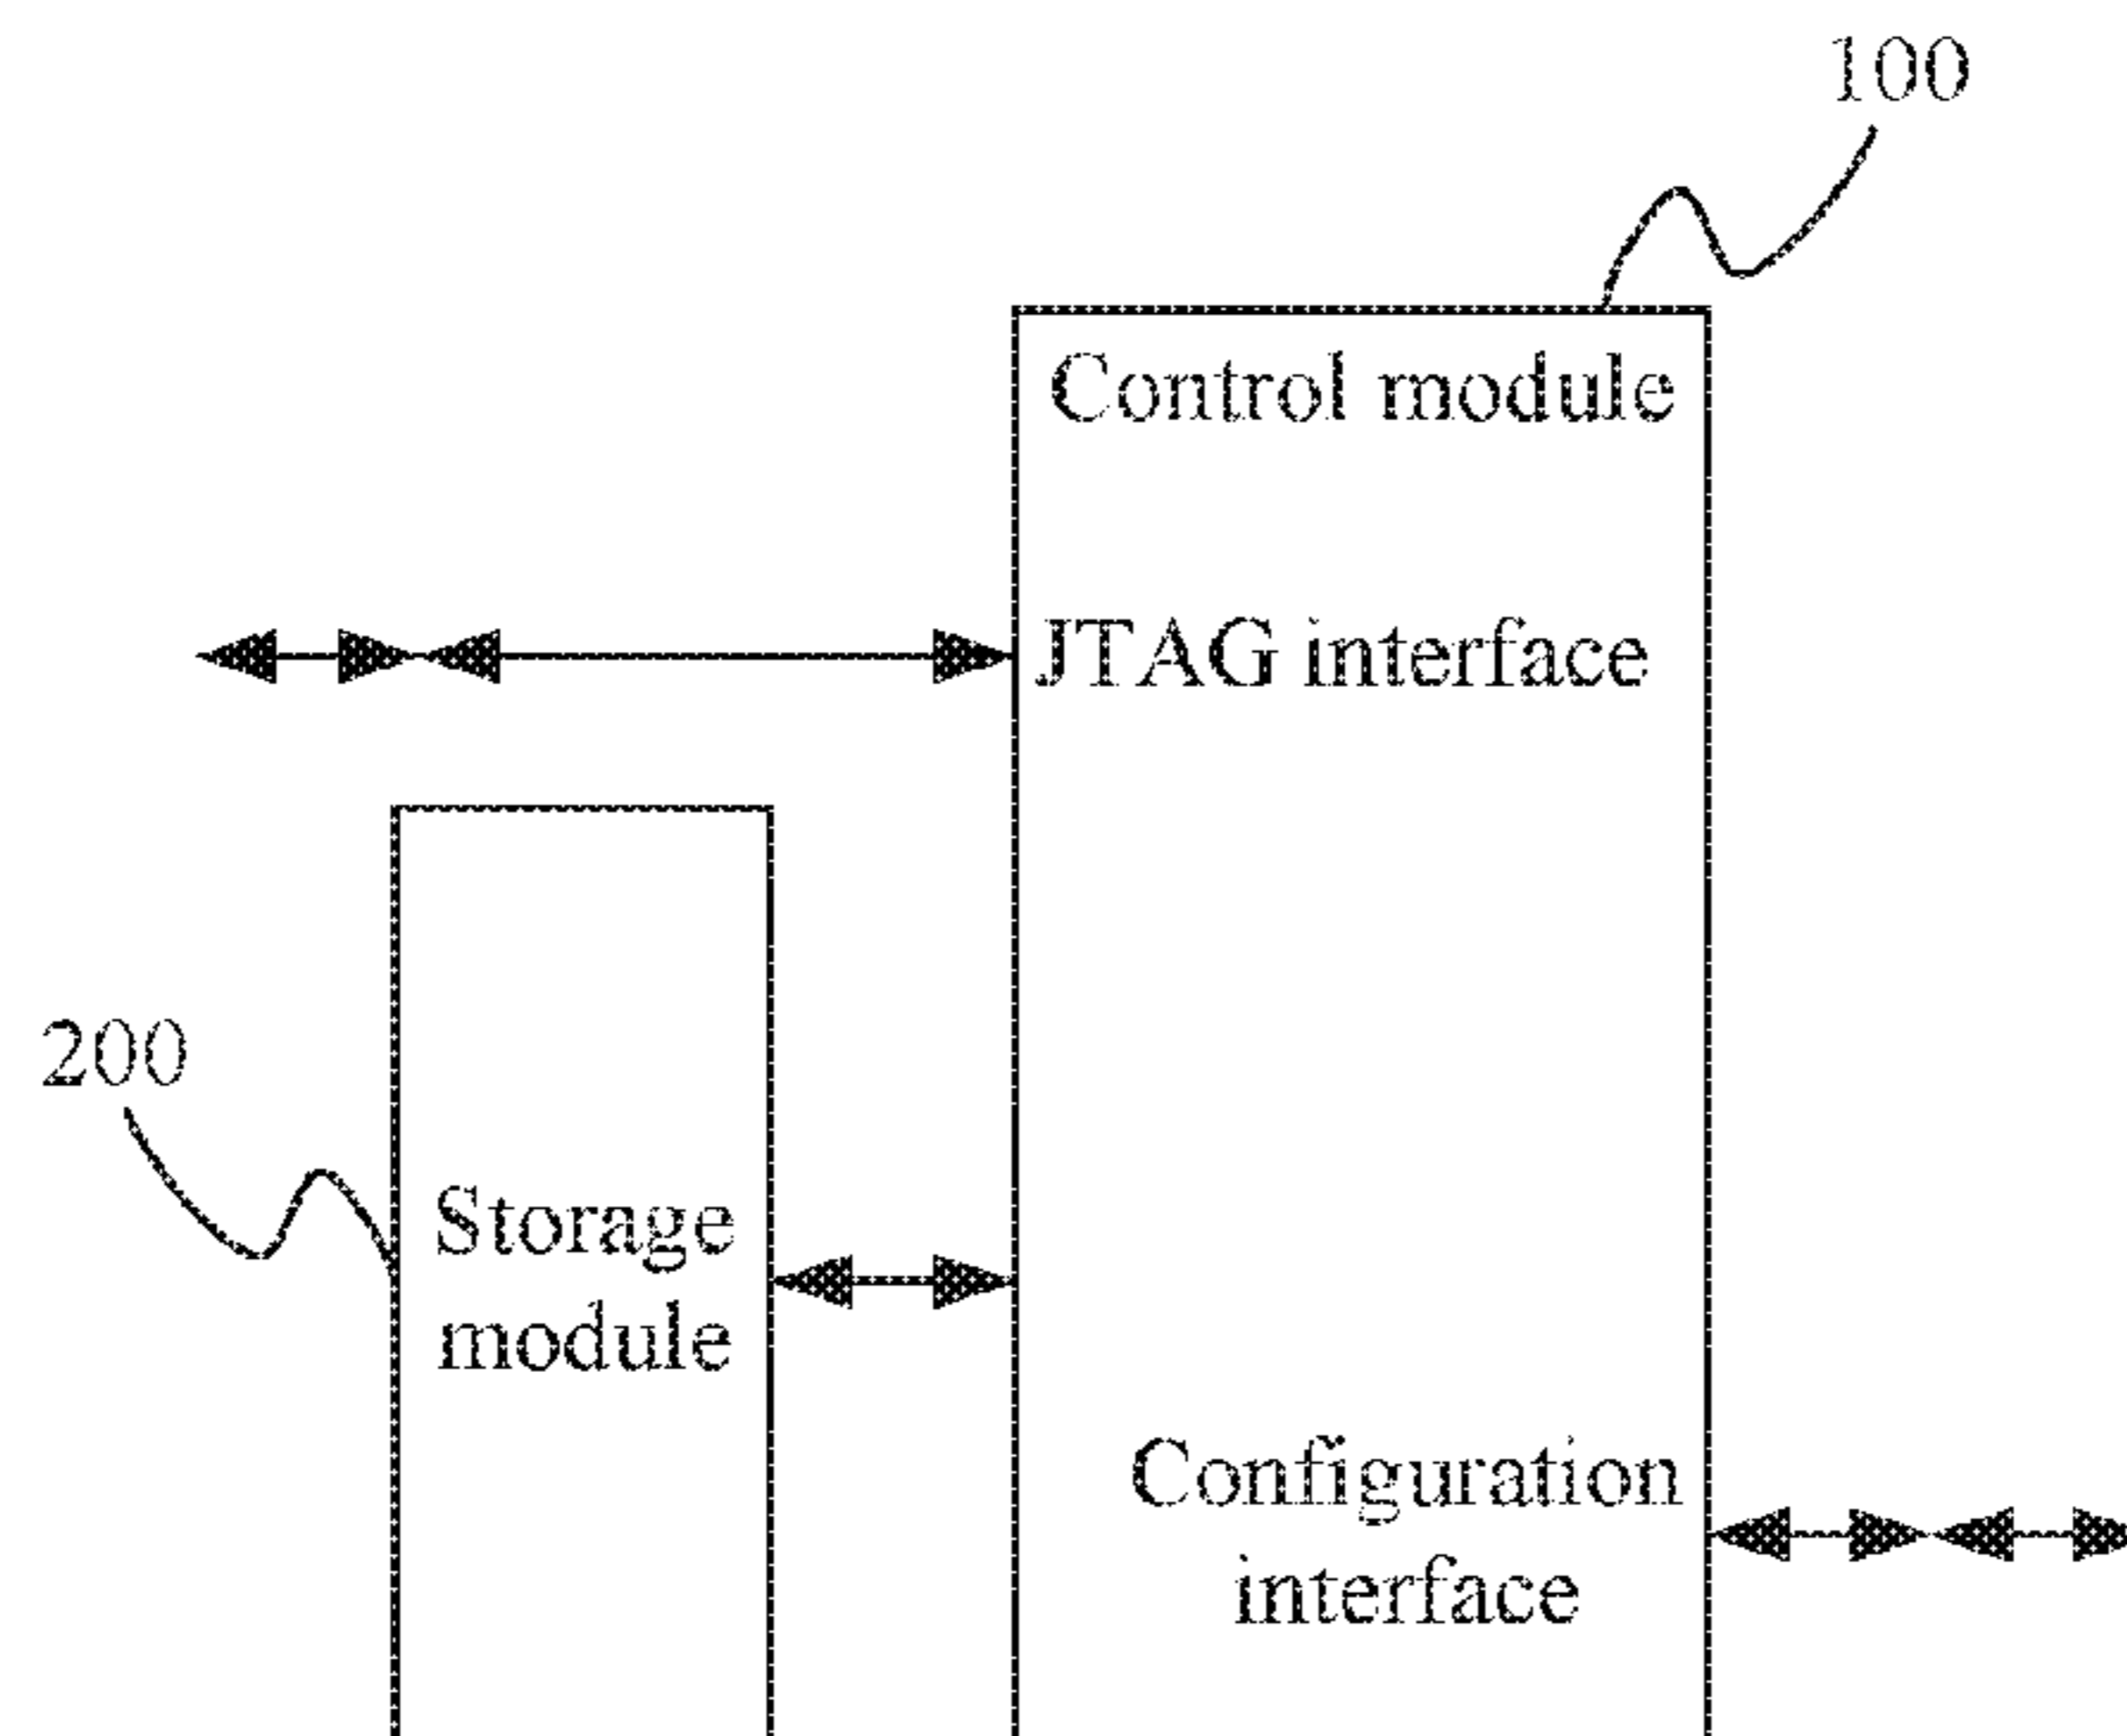 100
Control module
JTAG interface
200
Storage
module
Configuration
interface